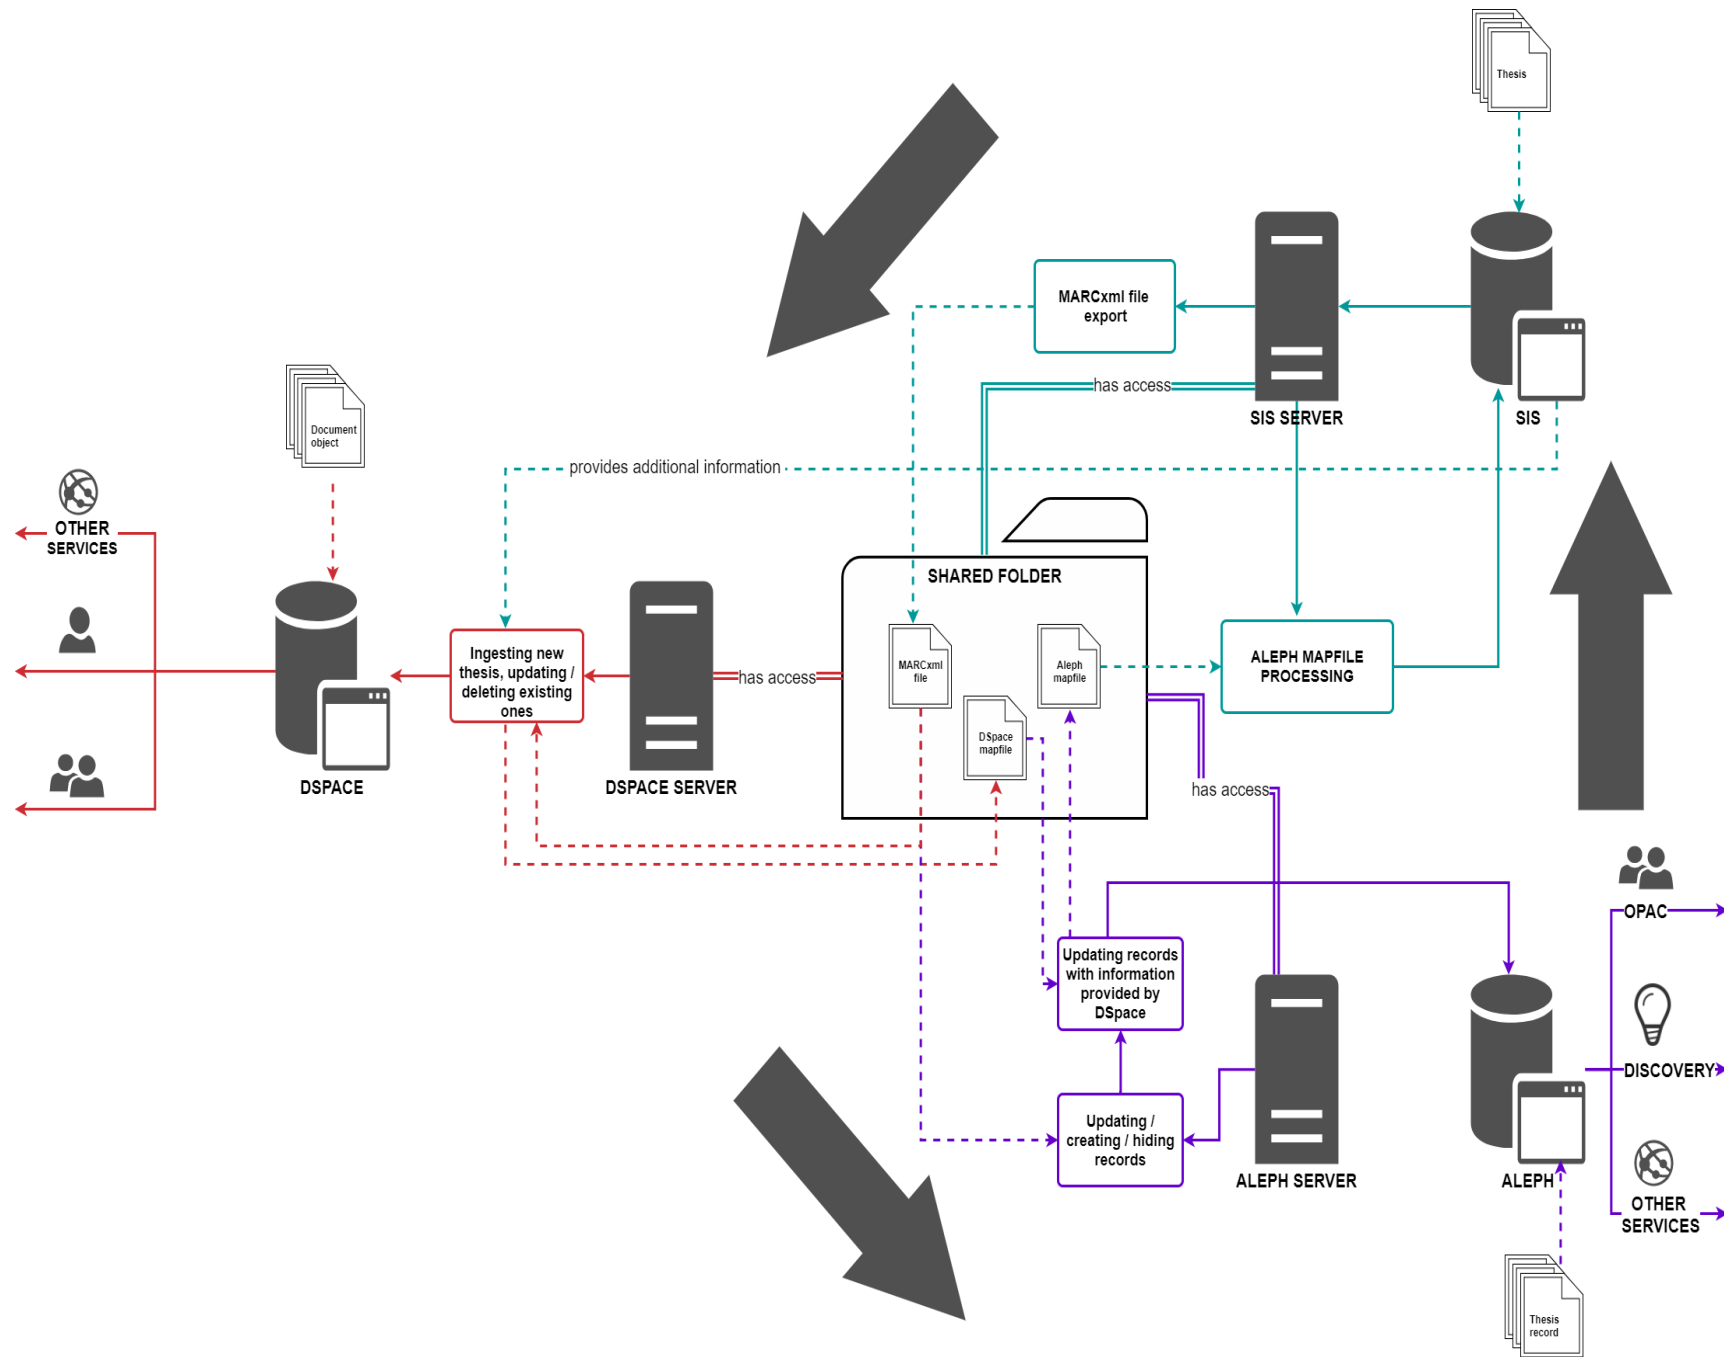 Thesis
MARCxml file
export
has access
SIS SERVER
SIS
Document
object
provides additional information
OTHER
SERVICES
SHARED FOLDER
Ingesting new
thesis, updating /
deleting existing
ones
has access
MARCxml
file
Aleph
mapfile
ALEPH MAPFILE
PROCESSING
DSpace
mapfile
DSPACE
DSPACE SERVER
has access
OPAC
Updating records
with information
provided by
DSpace
DISCOVERY
Updating /
creating / hiding
records
ALEPH SERVER
ALEPH
OTHER
SERVICES
Thesis
record